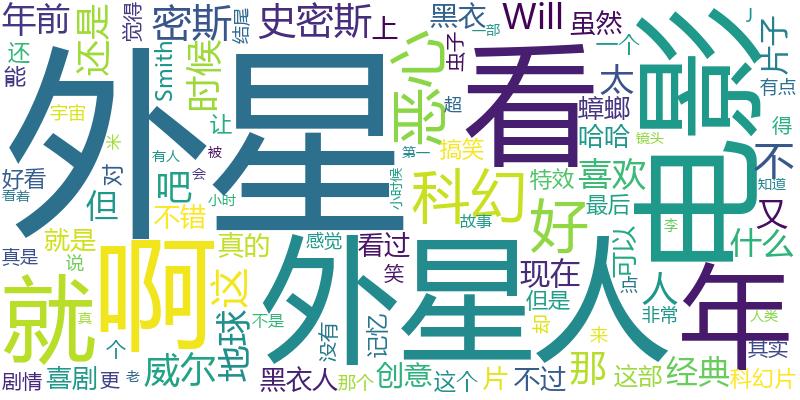 年前
还是
觉得
密斯
结尾
史密斯
上
黑衣
Will
虽然
虫子
一部
一个
片子
还
能
Smith
时候
恶心
看
太
影
有点
宇宙
外星
让
超
蟑螂
哈哈
得
米
好看
看着
对
有人
被
会
小时
小时候
第一
搞笑
镜头
电影
不
知道
但
吧
科幻
特效
喜欢
又
不错
就是
真的
故事
好
最后
李
什么
真是
说
啊
这
感觉
看过
笑
外星人
现在
但是
可以
人
非常
年
人类
就
地球
不是
没有
记忆
却
点
来
那
其实
个
真
剧情
喜剧
更
老
威尔
黑衣人
那个
创意
这个
片
不过
这部
经典
科幻片